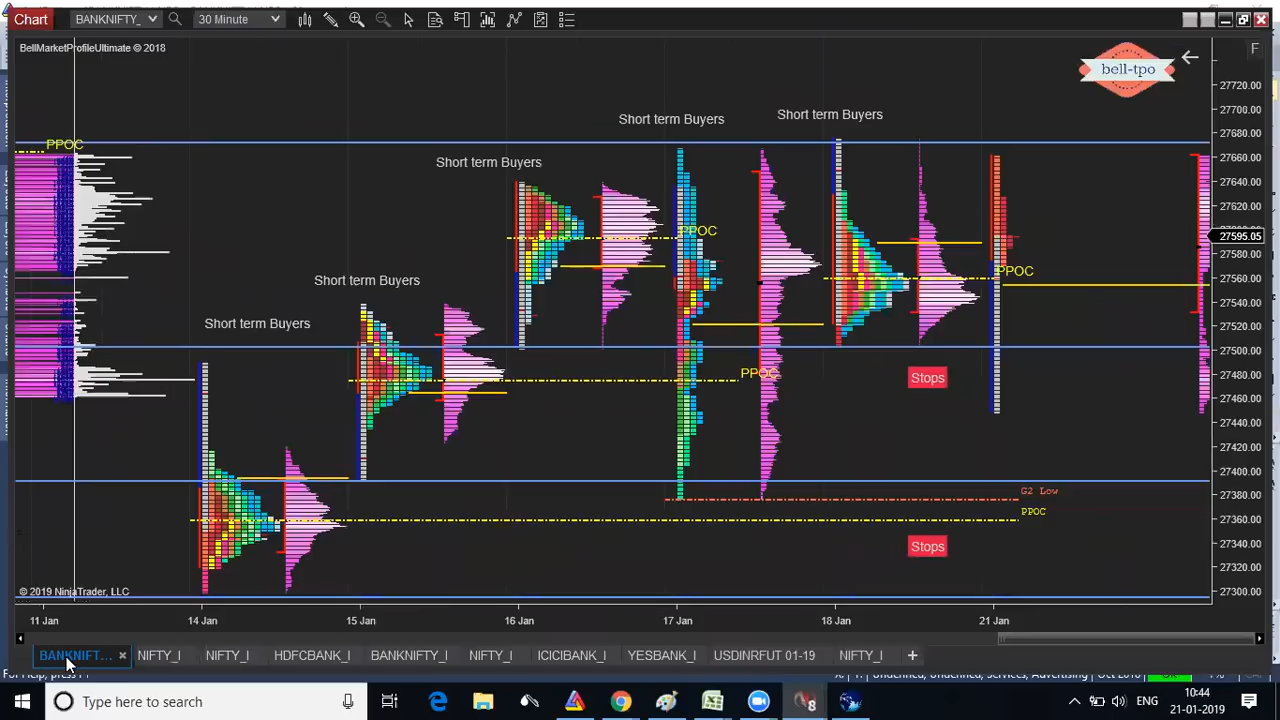 Chart
BANKNIFTY_
30 Minute
BellMarketProfileUltimate © 2018
bell-tpo
F
PPOC
Short term Buyers
Short term Buyers
Short term Buyers
Short term Buyers
Short term Buyers
PPOC
PPOC
PPOC
Stops
G2 Low
PPOC
Stops
27720.00
27700.00
27680.00
27660.00
27640.00
27620.00
27595.05
27580.00
27560.00
27540.00
27520.00
27500.00
27480.00
27460.00
27440.00
27420.00
27400.00
27380.00
27360.00
27340.00
27320.00
27300.00
© 2019 NinjaTrader, LLC
11 Jan
14 Jan
15 Jan
16 Jan
17 Jan
18 Jan
21 Jan
BANKNIFT...
NIFTY_I
NIFTY_I
HDFCBANK_I
BANKNIFTY_I
NIFTY_I
ICICIBANK_I
YESBANK_I
USDINRFUT 01-19
NIFTY_I
Type here to search
8
ENG
10:44
21-01-2019